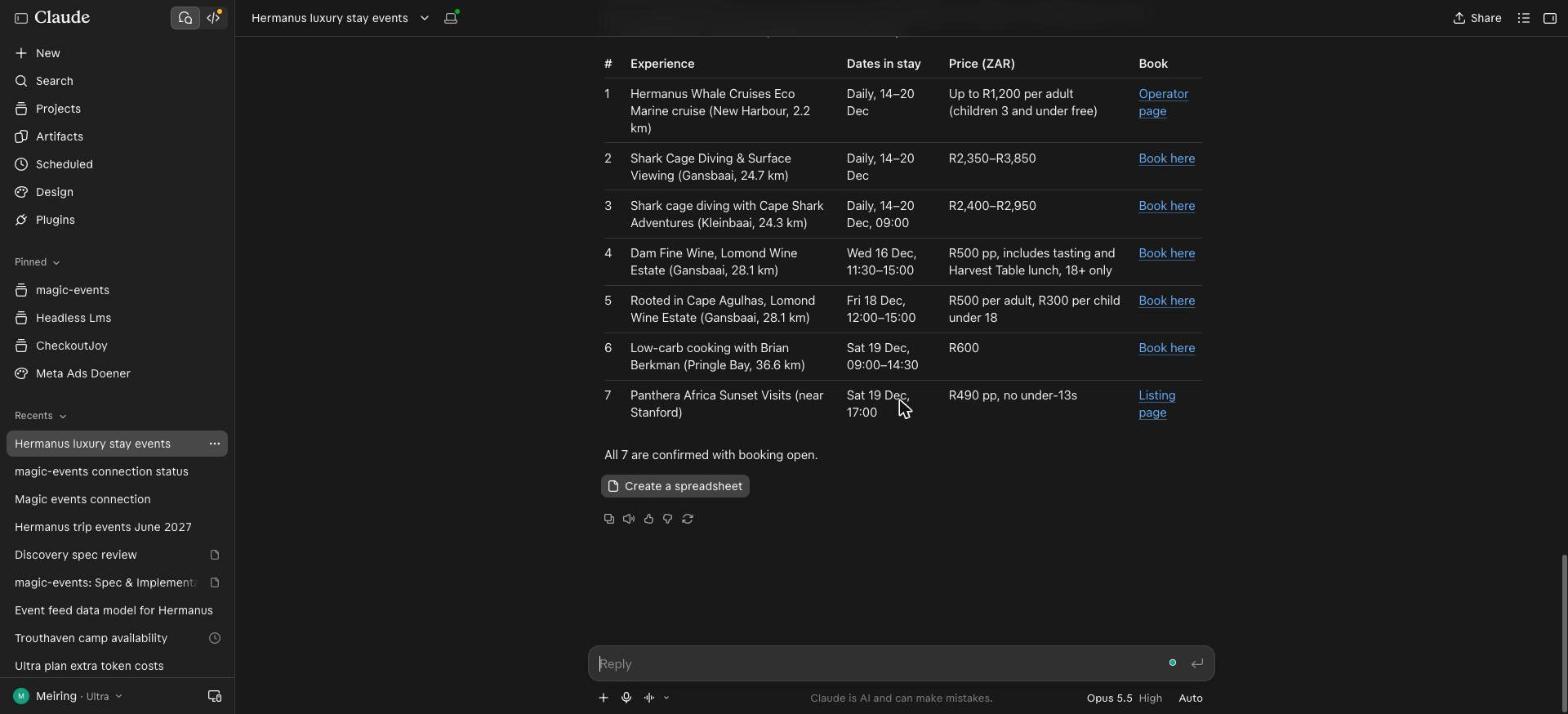 Claude
Hermanus luxury stay events
Share
New
Search
Projects
Artifacts
Scheduled
Design
Plugins
Pinned
magic-events
Headless Lms
CheckoutJoy
Meta Ads Doener
Recents
Hermanus luxury stay events
magic-events connection status
Magic events connection
Hermanus trip events June 2027
Discovery spec review
magic-events: Spec & Implementa
Event feed data model for Hermanus
Trouthaven camp availability
Ultra plan extra token costs
M Meiring · Ultra
# Experience Dates in stay Price (ZAR) Book
1 Hermanus Whale Cruises Eco Daily, 14–20 Up to R1,200 per adult Operator
Marine cruise (New Harbour, 2.2 Dec (children 3 and under free) page
km)
2 Shark Cage Diving & Surface Daily, 14–20 R2,350–R3,850 Book here
Viewing (Gansbaai, 24.7 km) Dec
3 Shark cage diving with Cape Shark Daily, 14–20 R2,400–R2,950 Book here
Adventures (Kleinbaai, 24.3 km) Dec, 09:00
4 Dam Fine Wine, Lomond Wine Wed 16 Dec, R500 pp, includes tasting and Book here
Estate (Gansbaai, 28.1 km) 11:30–15:00 Harvest Table lunch, 18+ only
5 Rooted in Cape Agulhas, Lomond Fri 18 Dec, R500 per adult, R300 per child Book here
Wine Estate (Gansbaai, 28.1 km) 12:00–15:00 under 18
6 Low-carb cooking with Brian Sat 19 Dec, R600 Book here
Berkman (Pringle Bay, 36.6 km) 09:00–14:30
7 Panthera Africa Sunset Visits (near Sat 19 Dec, R490 pp, no under-13s Listing
Stanford) 17:00 page
All 7 are confirmed with booking open.
Create a spreadsheet
Reply
Claude is AI and can make mistakes.
Opus 5.5 High Auto